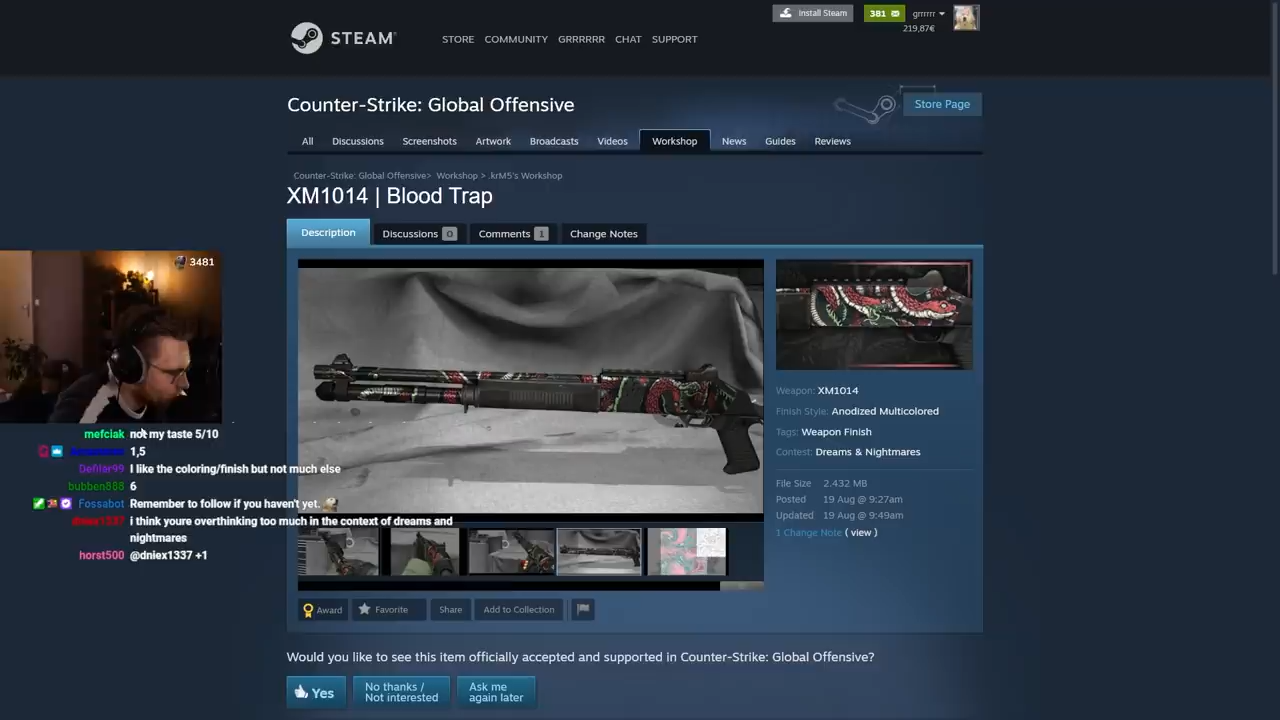 Install Steam
381
grrrrrr
219,87€
STEAM
STORE COMMUNITY GRRRRRR CHAT SUPPORT
Counter-Strike: Global Offensive
Store Page
All Discussions Screenshots Artwork Broadcasts Videos Workshop News Guides Reviews
Counter-Strike: Global Offensive > Workshop > .krM5's Workshop
XM1014 | Blood Trap
Description Discussions 0 Comments 1 Change Notes
3481
Weapon: XM1014
Finish Style: Anodized Multicolored
Tags: Weapon Finish
Contest: Dreams & Nightmares
File Size 2.432 MB
Posted 19 Aug @ 9:27am
Updated 19 Aug @ 9:49am
1 Change Note ( view )
mefciak not my taste 5/10
1,5
Defiler99 I like the coloring/finish but not much else
bubben888 6
Fossabot Remember to follow if you haven't yet.
dniex1337 i think youre overthinking too much in the context of dreams and
nightmares
horst500 @dniex1337 +1
Award Favorite Share Add to Collection
Would you like to see this item officially accepted and supported in Counter-Strike: Global Offensive?
Yes
No thanks /
Not interested
Ask me
again later